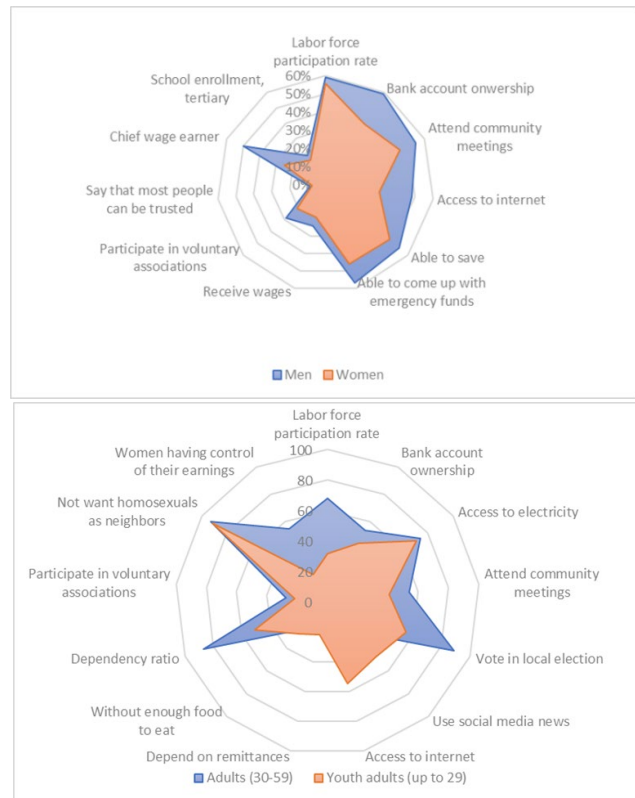 Labor force
participation rate
School enrollment,
tertiary
60%
50%
40%
30%
20%
10%
0%
Bank account onwership
Chief wage earner
Attend community
meetings
Say that most people
can be trusted
Access to internet
Participate in voluntary
associations
Able to save
Receive wages
Able to come up with
emergency funds
Men
Women
Labor force
participation rate
Women having control
of their earnings
100
80
60
40
20
0
Bank account
ownership
Not want homosexuals
as neighbors
Access to electricity
Participate in voluntary
associations
Attend community
meetings
Dependency ratio
Vote in local election
Without enough food
to eat
Use social media news
Depend on remittances
Access to internet
Adults (30-59)
Youth adults (up to 29)